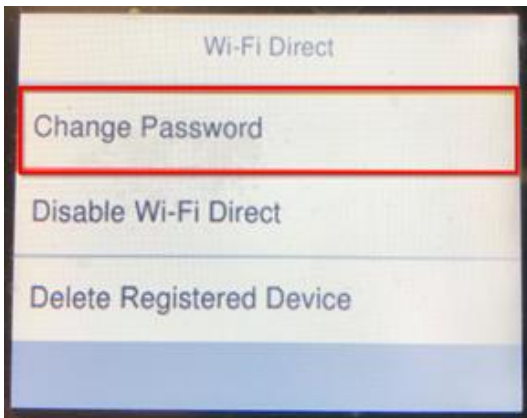 Wi-Fi Direct
Change Password
Disable Wi-Fi Direct
Delete Registered Device